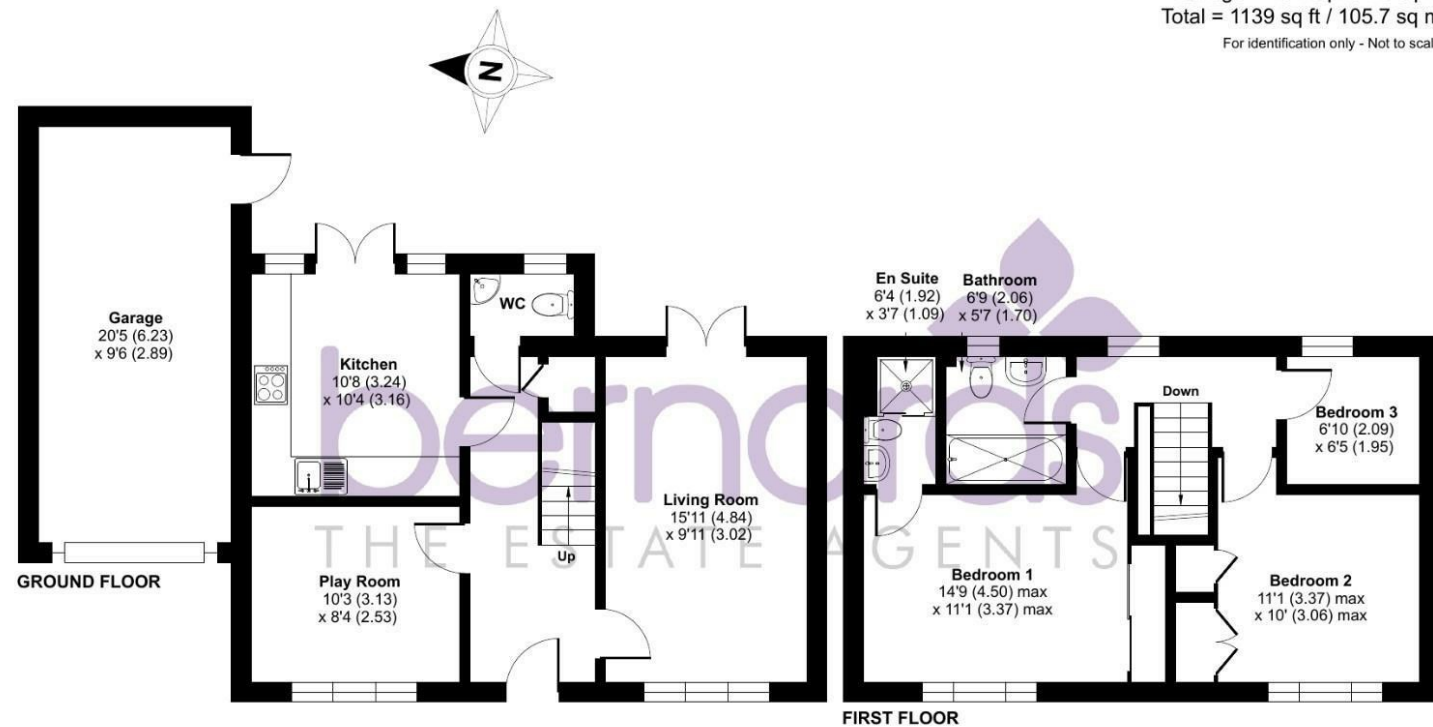 Total = 1139 sq ft / 105.7 sq
For identification only - Not to
N
Garage
20'5 (6.23)
x 9'6 (2.89)
Kitchen
10'8 (3.24)
x 10'4 (3.16)
WC
Living Room
15'11 (4.84)
x 9'11 (3.02)
Up
Play Room
10'3 (3.13)
x 8'4 (2.53)
GROUND FLOOR
En Suite
6'4 (1.92)
x 3'7 (1.09)
Bathroom
6'9 (2.06)
x 5'7 (1.70)
Down
Bedroom 3
6'10 (2.09)
x 6'5 (1.95)
Bedroom 1
14'9 (4.50) max
x 11'1 (3.37) max
Bedroom 2
11'1 (3.37) max
x 10' (3.06) max
FIRST FLOOR
bernards
THE ESTATE AGENTS